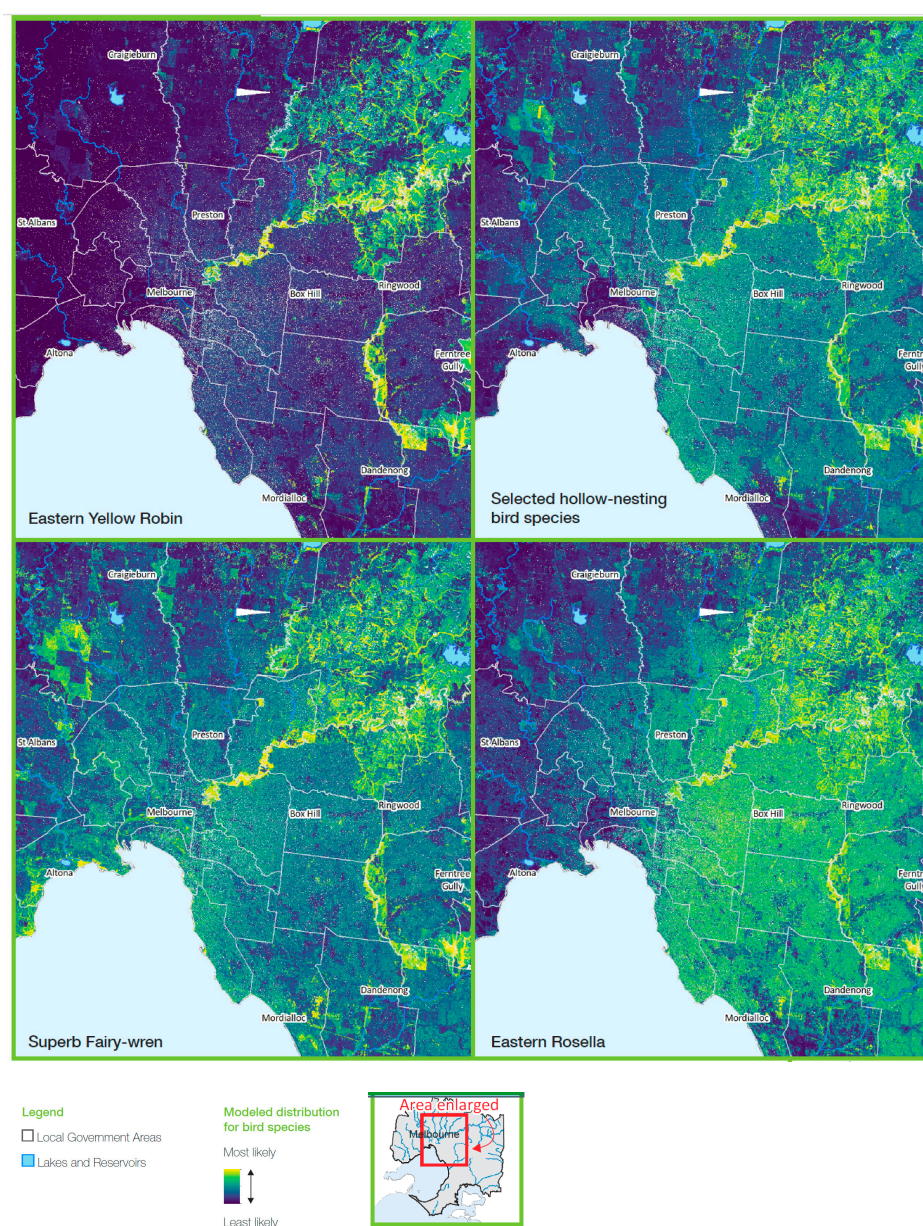 Craigieburn
St Albans
Preston
Melbourne
Box Hill
Ringwood
Altona
Ferntree
Gully
Dandenong
Mordialloc
Eastern Yellow Robin
Craigieburn
St Albans
Preston
Melbourne
Box Hill
Ringwood
Altona
Ferntree
Gully
Dandenong
Mordialloc
Selected hollow-nesting
bird species
Craigieburn
St Albans
Preston
Melbourne
Box Hill
Ringwood
Altona
Ferntree
Gully
Dandenong
Mordialloc
Superb Fairy-wren
Craigieburn
St Albans
Preston
Melbourne
Box Hill
Ringwood
Altona
Ferntree
Gully
Dandenong
Mordialloc
Eastern Rosella
Legend
Local Government Areas
Lakes and Reservoirs
Modeled distribution
for bird species
Most likely
Least likely
Area enlarged
Melbourne